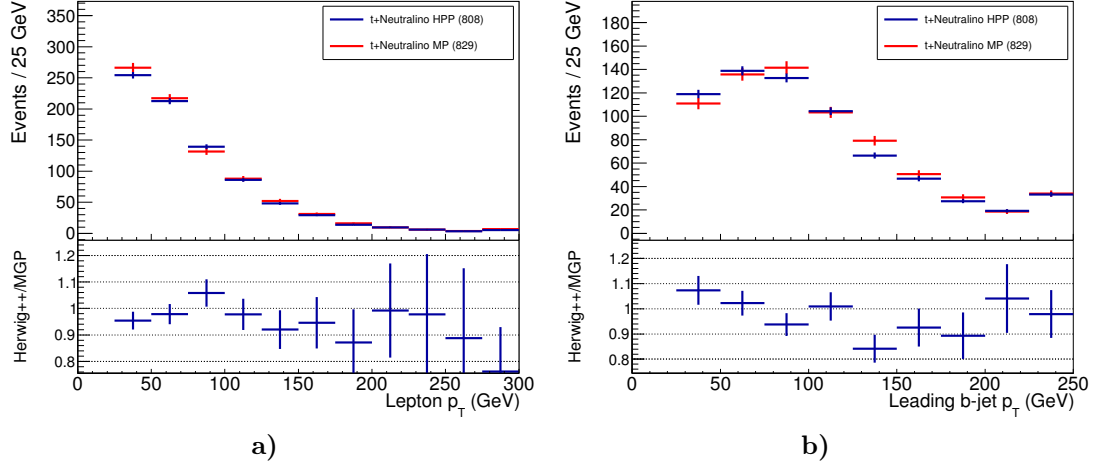 Events / 25 GeV
350
300
250
200
150
100
50
0
t+Neutralino HPP (808)
t+Neutralino MP (829)
Herwig++/MGP
1.2
1.1
1
0.9
0.8
0 50 100 150 200 250 300
Lepton p_T (GeV)
a)
Events / 25 GeV
180
160
140
120
100
80
60
40
20
0
t+Neutralino HPP (808)
t+Neutralino MP (829)
Herwig++/MGP
1.2
1.1
1
0.9
0.8
0 50 100 150 200 250
Leading b-jet p_T (GeV)
b)